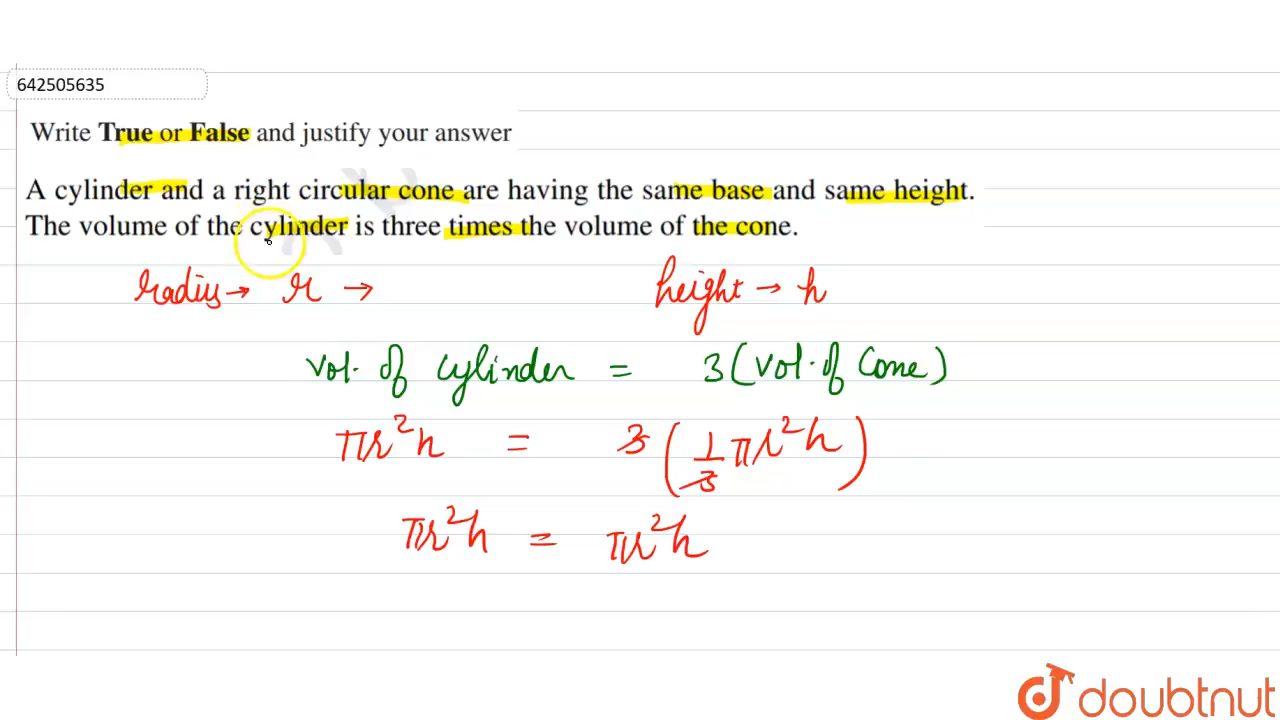 642505635
Write True or False and justify your answer
A cylinder and a right circular cone are having the same base and same height.
The volume of the cylinder is three times the volume of the cone.
radius → r → height → h
Vol. of cylinder = 3 (Vol. of Cone)
πr²h = 3 (1/3 πr²h)
πr²h = πr²h
doubtnut